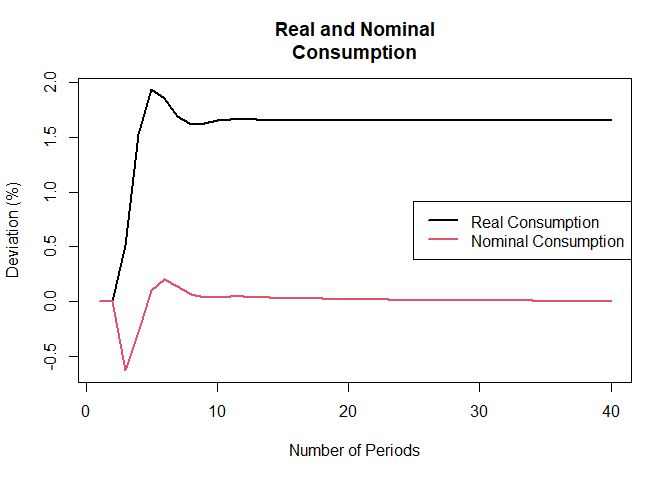 Real and Nominal
Consumption
Deviation (%)
2.0
1.5
1.0
0.5
0.0
-0.5
Real Consumption
Nominal Consumption
0 10 20 30 40
Number of Periods